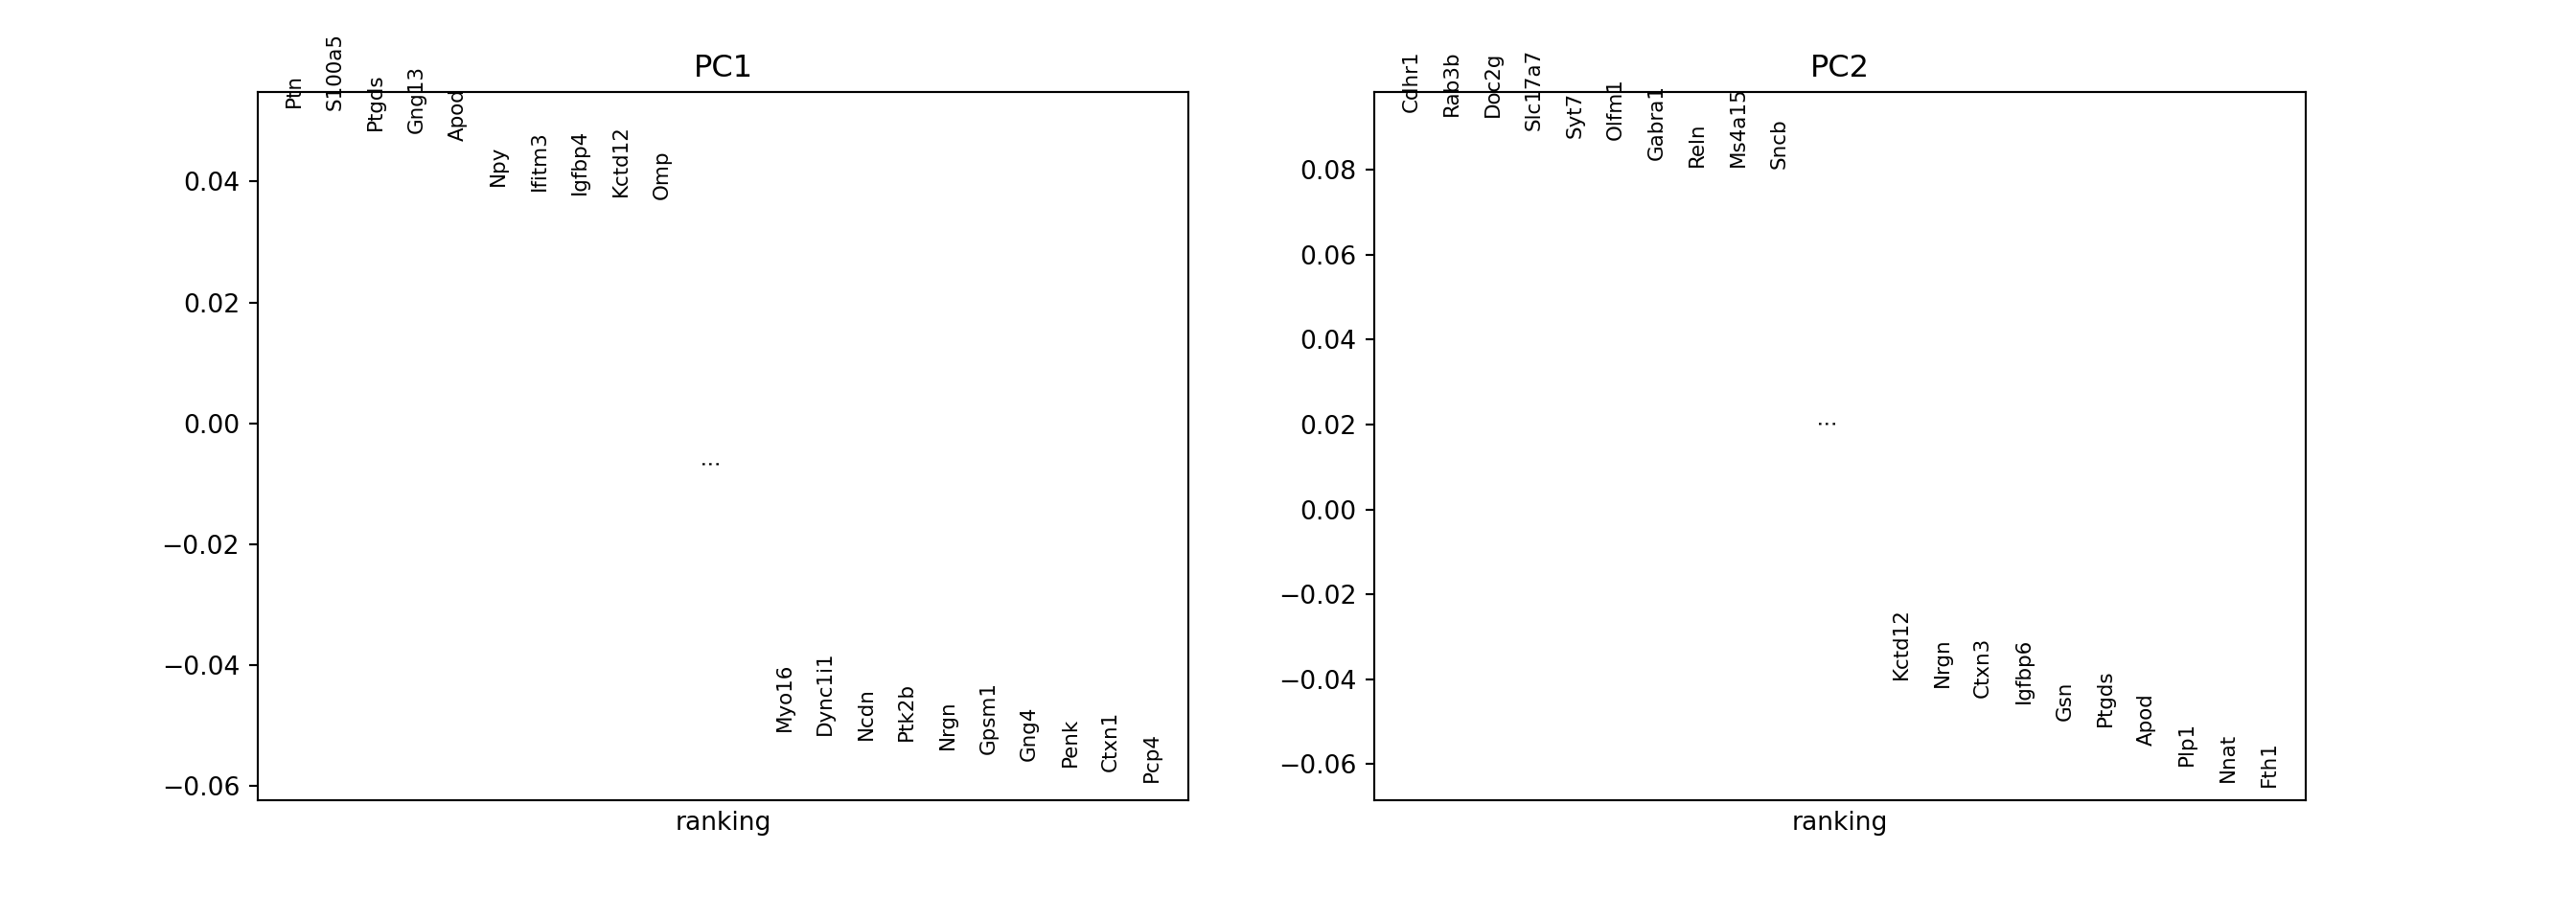 PC1
Ptn
S100a5
Ptgds
Gng13
Apod
Npy
Ifitm3
Igfbp4
Kctd12
Omp
...
Myo16
Dync1i1
Ncdn
Ptk2b
Nrgn
Gpsm1
Gng4
Penk
Ctxn1
Pcp4
0.04
0.02
0.00
−0.02
−0.04
−0.06
ranking
PC2
Cdhr1
Rab3b
Doc2g
Slc17a7
Syt7
Olfm1
Gabra1
Reln
Ms4a15
Sncb
...
Kctd12
Nrgn
Ctxn3
Igfbp6
Gsn
Ptgds
Apod
Plp1
Nnat
Fth1
0.08
0.06
0.04
0.02
0.00
−0.02
−0.04
−0.06
ranking